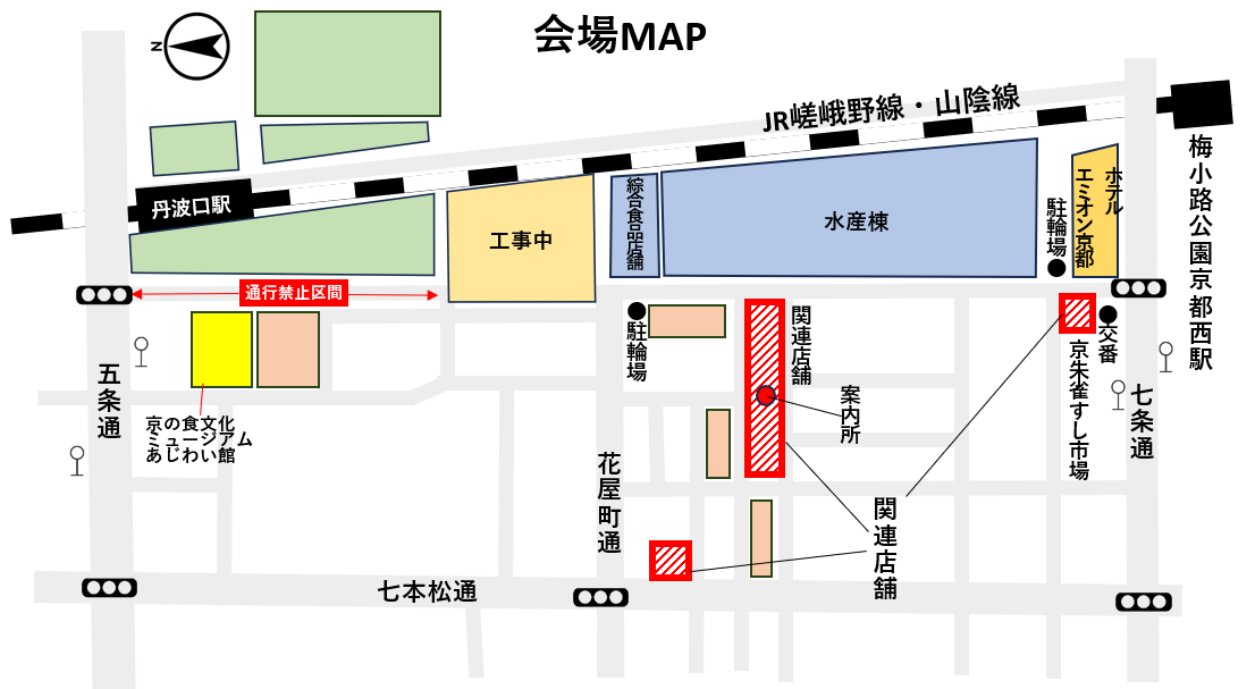 会場MAP
N
JR嵯峨野線・山陰線
丹波口駅
梅小路公園京都西駅
工事中
綜合食品店舗
水産棟
駐輪場
ホテル
エミオン京都
通行禁止区間
駐輪場
関連店舗
案内所
交番
京朱雀すし市場
五条通
京の食文化
ミュージアム
あじわい館
花屋町通
七条通
関連店舗
七本松通